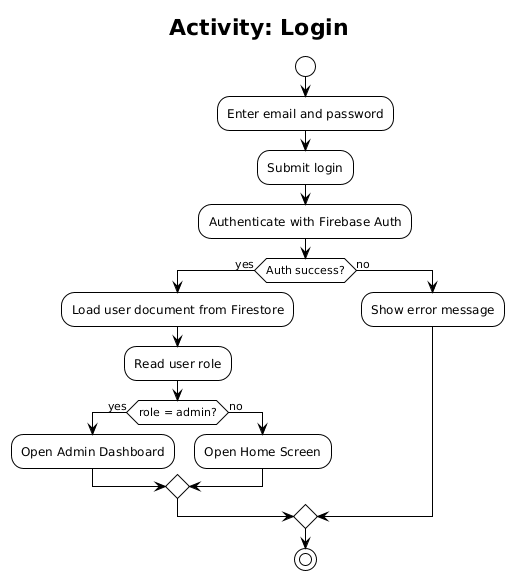 Activity: Login
Enter email and password
Submit login
Authenticate with Firebase Auth
Auth success?
yes
no
Load user document from Firestore
Show error message
Read user role
role = admin?
yes
no
Open Admin Dashboard
Open Home Screen